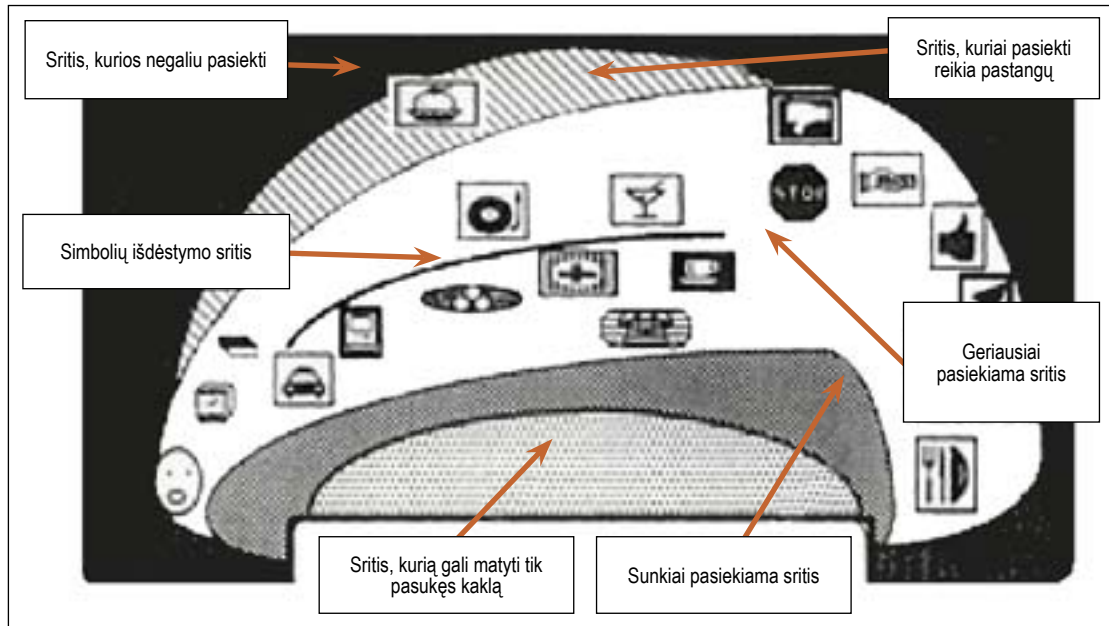 Sritis, kurios negaliu pasiekti
Sritis, kuriai pasiekti
reikia pastangų
STOP
Simbolių išdėstymo sritis
Geriausiai
pasiekiama sritis
Sritis, kurią gali matyti tik
pasukęs kaklą
Sunkiai pasiekiama sritis